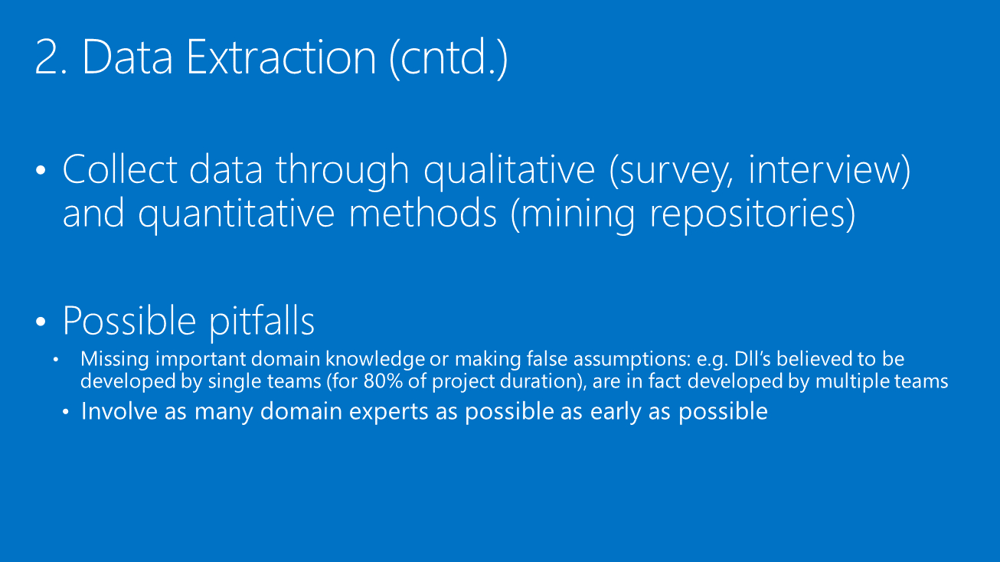 2. Data Extraction (cntd.)
• Collect data through qualitative (survey, interview)
and quantitative methods (mining repositories)
• Possible pitfalls
• Missing important domain knowledge or making false assumptions: e.g. Dll’s believed to be
developed by single teams (for 80% of project duration), are in fact developed by multiple teams
• Involve as many domain experts as possible as early as possible